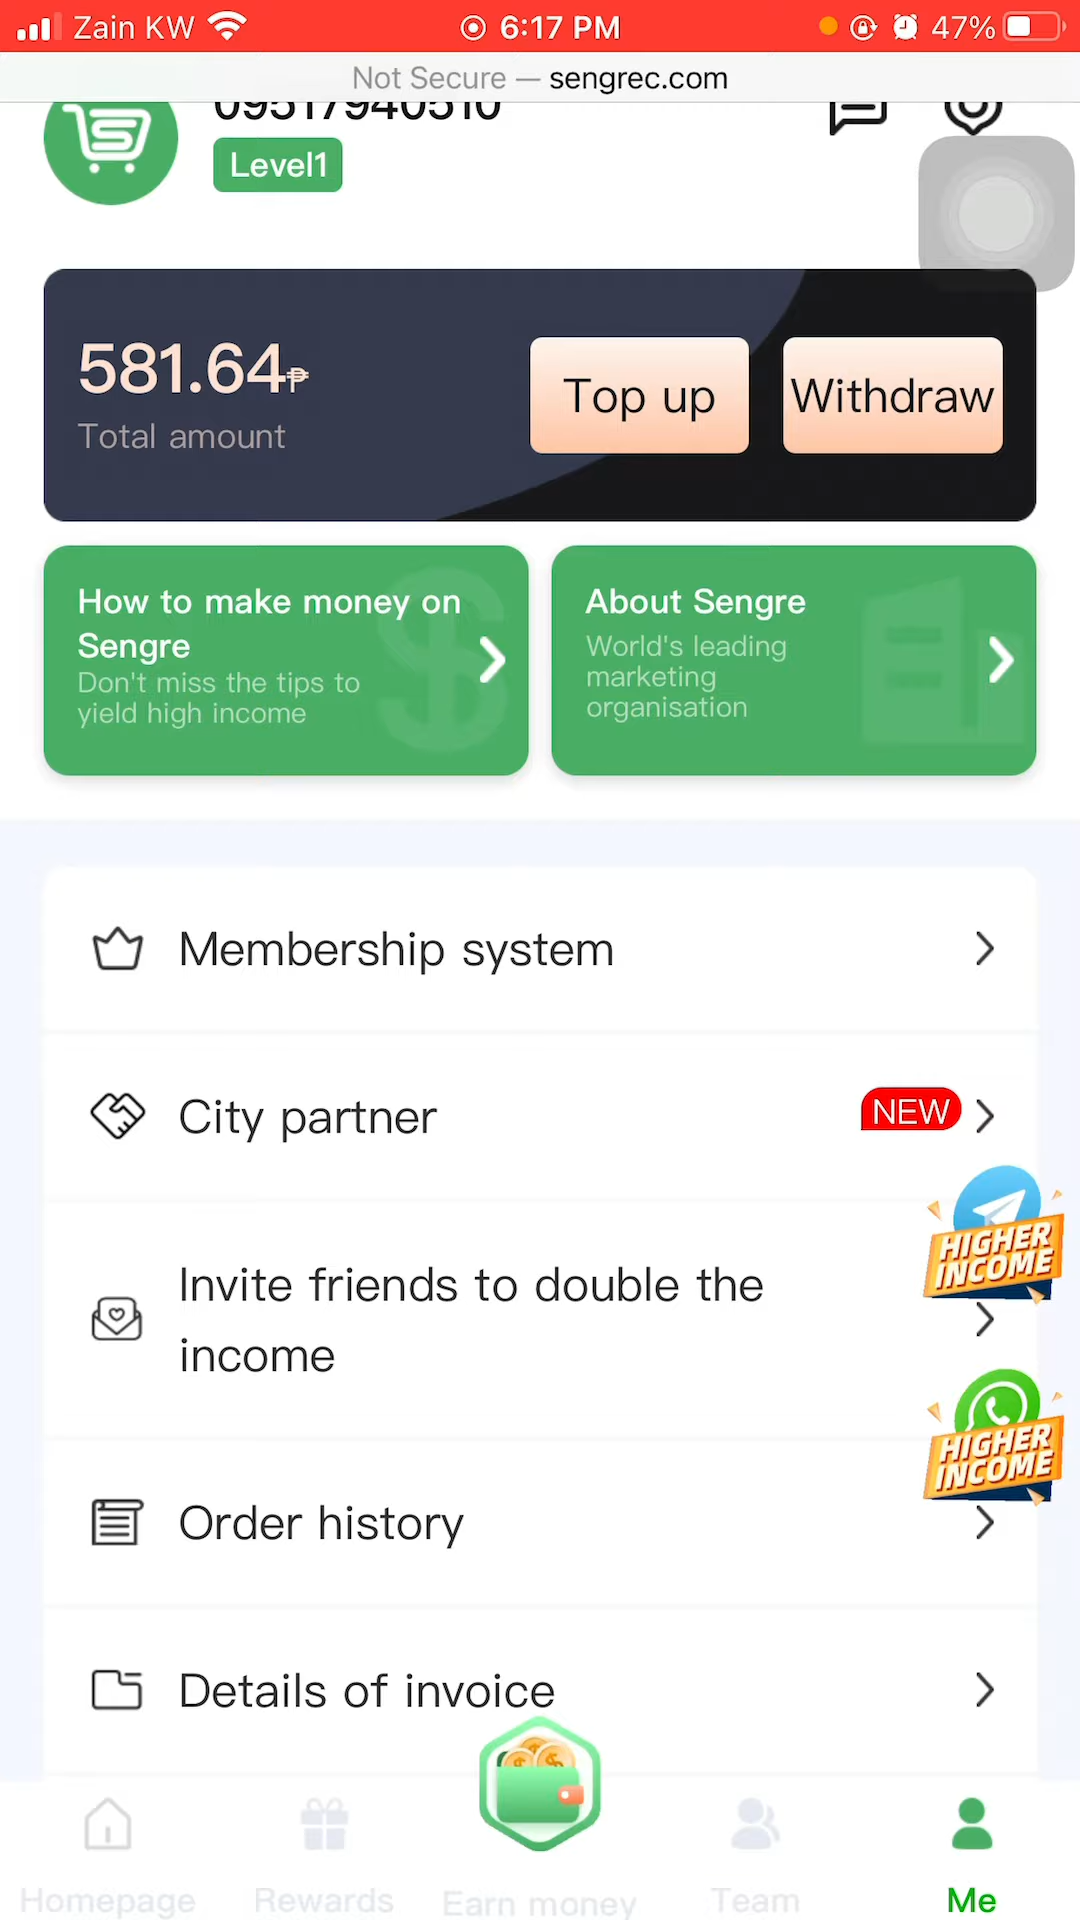 Zain KW
6:17 PM
47%
Not Secure — sengrec.com
09517940510
Level1
581.64₱
Total amount
Top up
Withdraw
How to make money on
Sengre
Don't miss the tips to
yield high income
About Sengre
World's leading
marketing
organisation
Membership system
City partner
NEW
HIGHER
INCOME
Invite friends to double the
income
HIGHER
INCOME
Order history
Details of invoice
Homepage
Rewards
Earn money
Team
Me